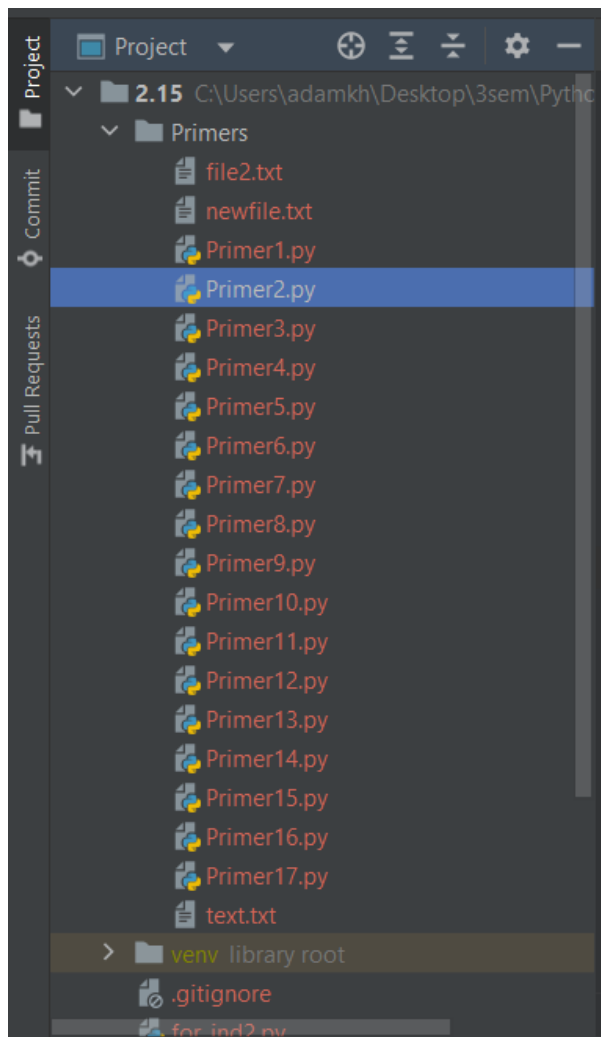 Project
Commit
Pull Requests
Project
2.15 C:\Users\adamkh\Desktop\3sem\Pythc
Primers
file2.txt
newfile.txt
Primer1.py
Primer2.py
Primer3.py
Primer4.py
Primer5.py
Primer6.py
Primer7.py
Primer8.py
Primer9.py
Primer10.py
Primer11.py
Primer12.py
Primer13.py
Primer14.py
Primer15.py
Primer16.py
Primer17.py
text.txt
venv library root
.gitignore
for_ind2.py